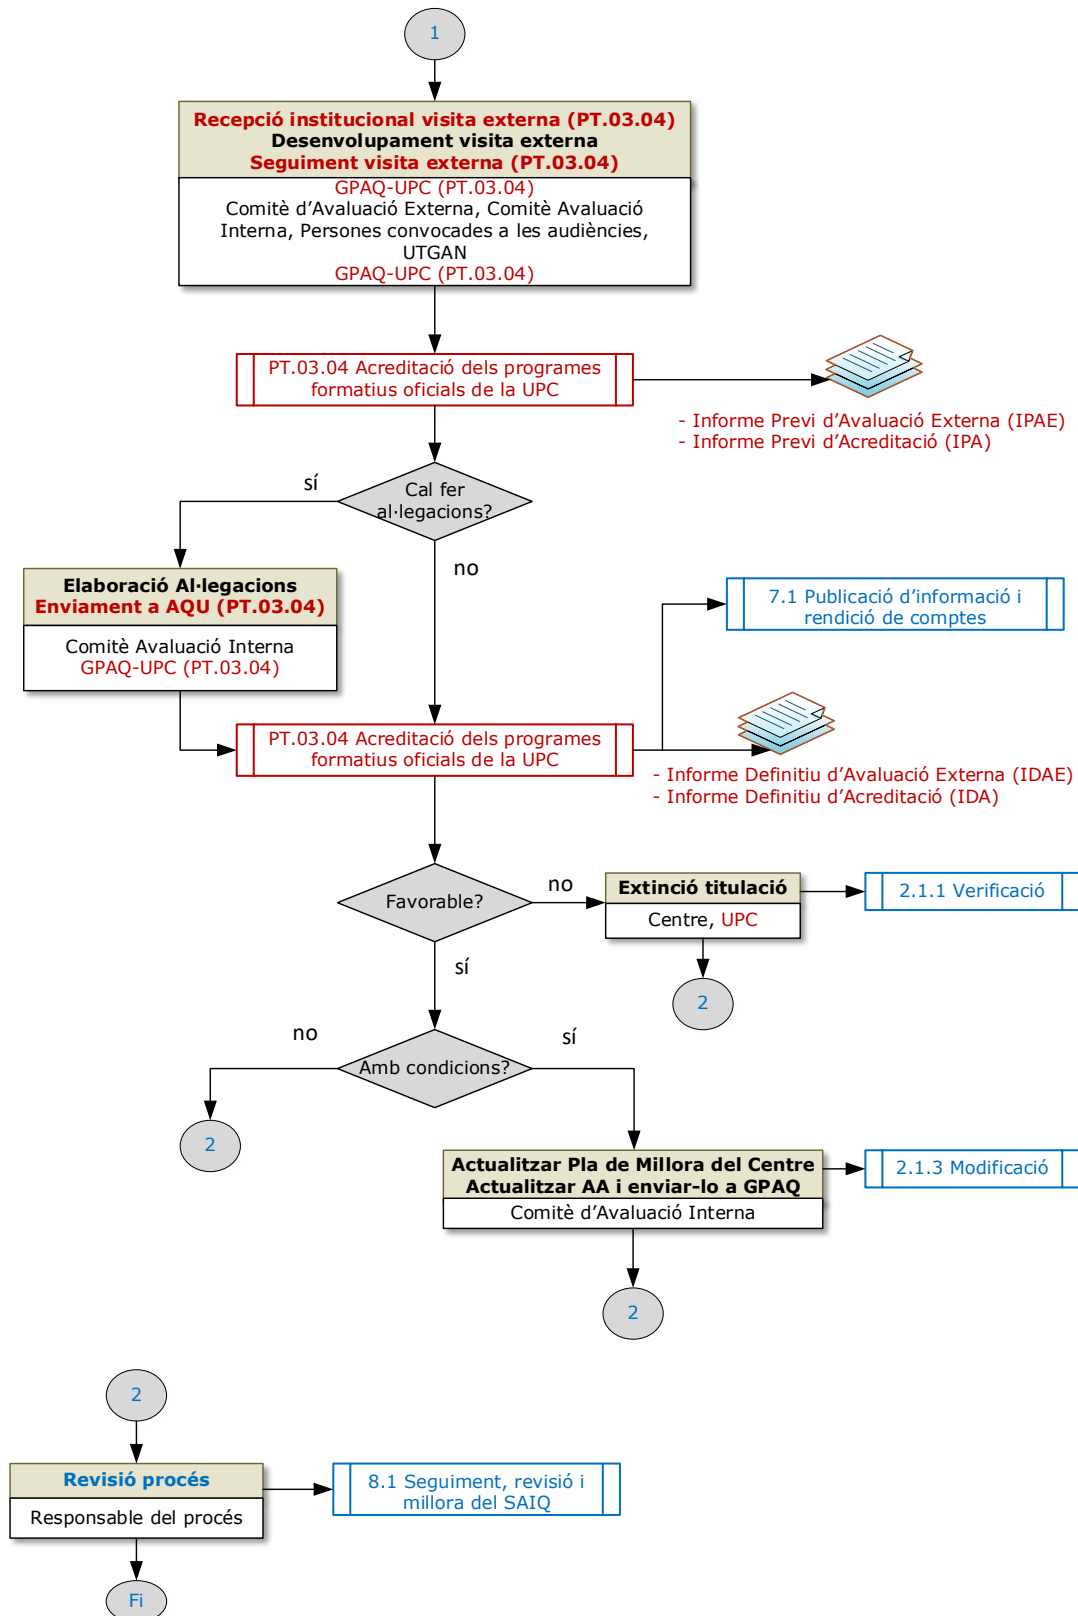 1
Recepció institucional visita externa (PT.03.04)
Desenvolupament visita externa
Seguiment visita externa (PT.03.04)
GPAQ-UPC (PT.03.04)
Comitè d’Avaluació Externa, Comitè Avaluació
Interna, Persones convocades a les audiències,
UTGAN
GPAQ-UPC (PT.03.04)
PT.03.04 Acreditació dels programes
formatius oficials de la UPC
- Informe Previ d’Avaluació Externa (IPAE)
- Informe Previ d’Acreditació (IPA)
Cal fer
al·legacions?
sí
no
Elaboració Al·legacions
Enviament a AQU (PT.03.04)
Comitè Avaluació Interna
GPAQ-UPC (PT.03.04)
7.1 Publicació d’informació i
rendició de comptes
PT.03.04 Acreditació dels programes
formatius oficials de la UPC
- Informe Definitiu d’Avaluació Externa (IDAE)
- Informe Definitiu d’Acreditació (IDA)
Favorable?
no
Extinció titulació
Centre, UPC
2.1.1 Verificació
2
sí
Amb condicions?
no
sí
2
Actualitzar Pla de Millora del Centre
Actualitzar AA i enviar-lo a GPAQ
Comitè d’Avaluació Interna
2.1.3 Modificació
2
2
Revisió procés
Responsable del procés
8.1 Seguiment, revisió i
millora del SAIQ
Fi